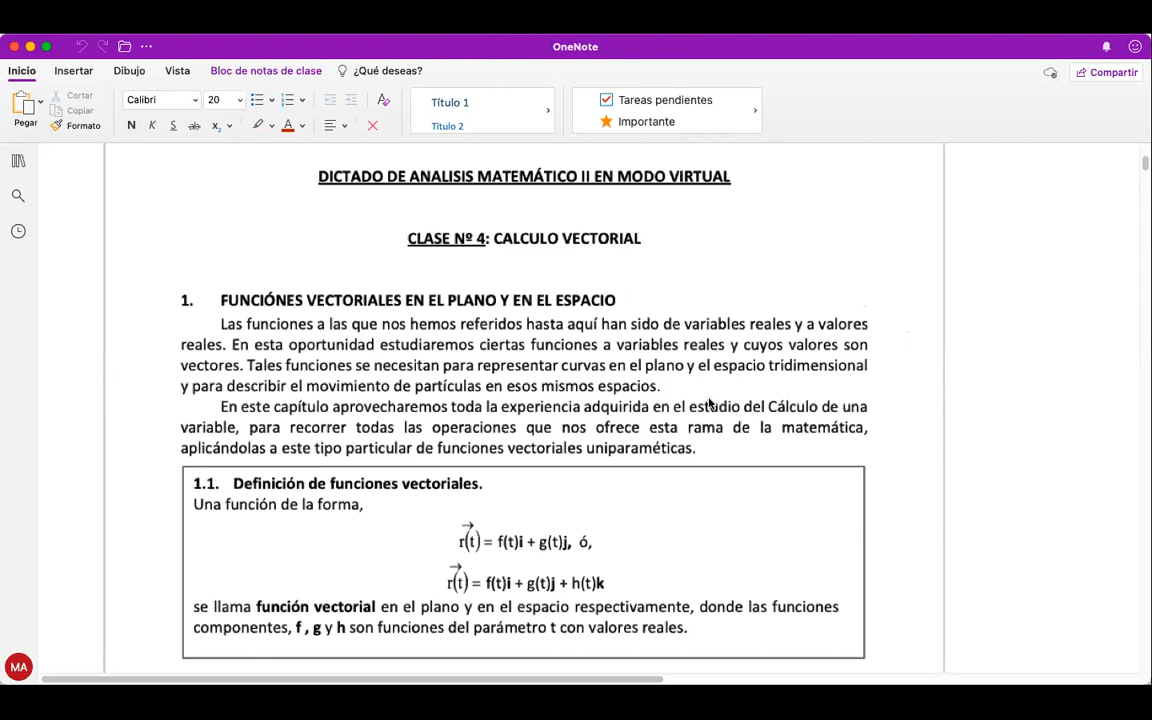 OneNote
Inicio Insertar Dibujo Vista Bloc de notas de clase ¿Qué deseas? Compartir
Pegar Cortar Copiar Formato
Calibri 20
N K S ab x₂ A
Título 1
Título 2
Tareas pendientes
Importante
DICTADO DE ANALISIS MATEMÁTICO II EN MODO VIRTUAL
CLASE Nº 4: CALCULO VECTORIAL
1. FUNCIÓNES VECTORIALES EN EL PLANO Y EN EL ESPACIO
Las funciones a las que nos hemos referidos hasta aquí han sido de variables reales y a valores
reales. En esta oportunidad estudiaremos ciertas funciones a variables reales y cuyos valores son
vectores. Tales funciones se necesitan para representar curvas en el plano y el espacio tridimensional
y para describir el movimiento de partículas en esos mismos espacios.
En este capítulo aprovecharemos toda la experiencia adquirida en el estudio del Cálculo de una
variable, para recorrer todas las operaciones que nos ofrece esta rama de la matemática,
aplicándolas a este tipo particular de funciones vectoriales uniparaméticas.
1.1. Definición de funciones vectoriales.
Una función de la forma,
r(t) = f(t)i + g(t)j, ó,
r(t) = f(t)i + g(t)j + h(t)k
se llama función vectorial en el plano y en el espacio respectivamente, donde las funciones
componentes, f , g y h son funciones del parámetro t con valores reales.
MA